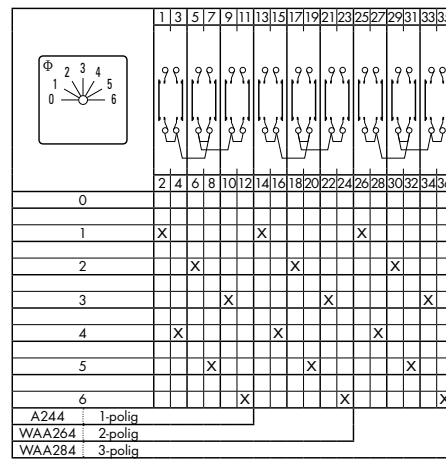 1 3 5 7 9 11 13 15 17 19 21 23 25 27 29 31 33 35
Φ
2 3 4
1 5
0 6
2 4 6 8 10 12 14 16 18 20 22 24 26 28 30 32 34 36
0
1 X X X
2 X X X
3 X X X
4 X X X
5 X X X
6 X X X
A244 1-polig
WAA264 2-polig
WAA284 3-polig